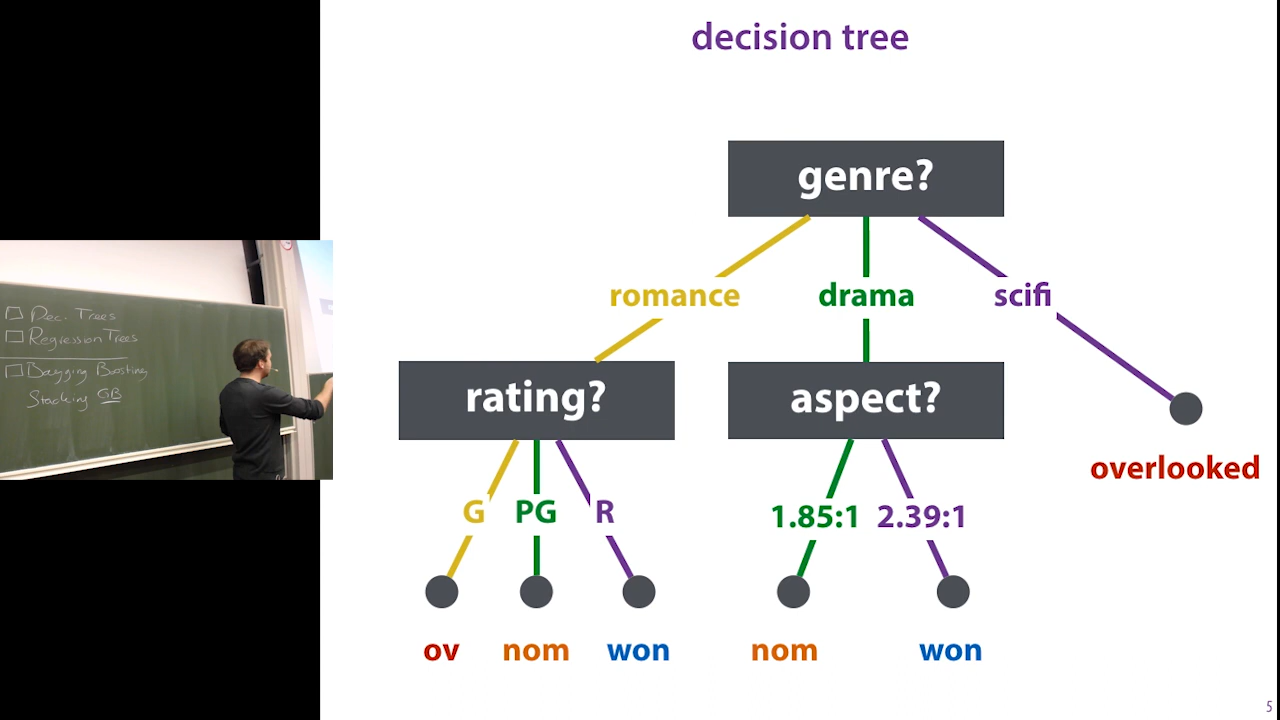 decision tree
genre?
romance drama scifi
rating? aspect?
overlooked
G PG R 1.85:1 2.39:1
ov nom won nom won
5
Dec. Trees
Regression Trees
Bagging Boosting
Stacking GB